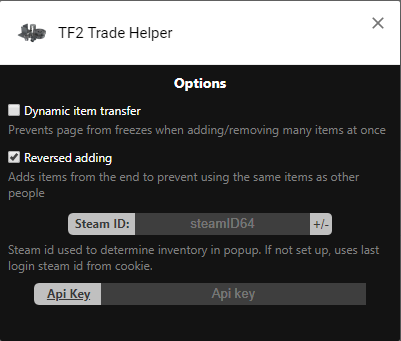 TF2 Trade Helper
Options
Dynamic item transfer
Prevents page from freezes when adding/removing many items at once
Reversed adding
Adds items from the end to prevent using the same items as other
people
Steam ID: steamID64 +/-
Steam id used to determine inventory in popup. If not set, uses last
login steam id from cookie.
Api Key Api key